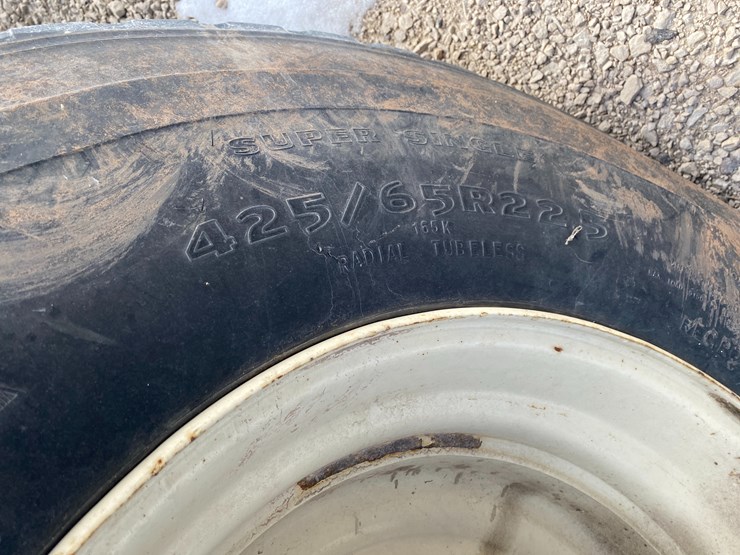 SUPER SINGLE
425/65R22.5
165K
RADIAL TUBELESS